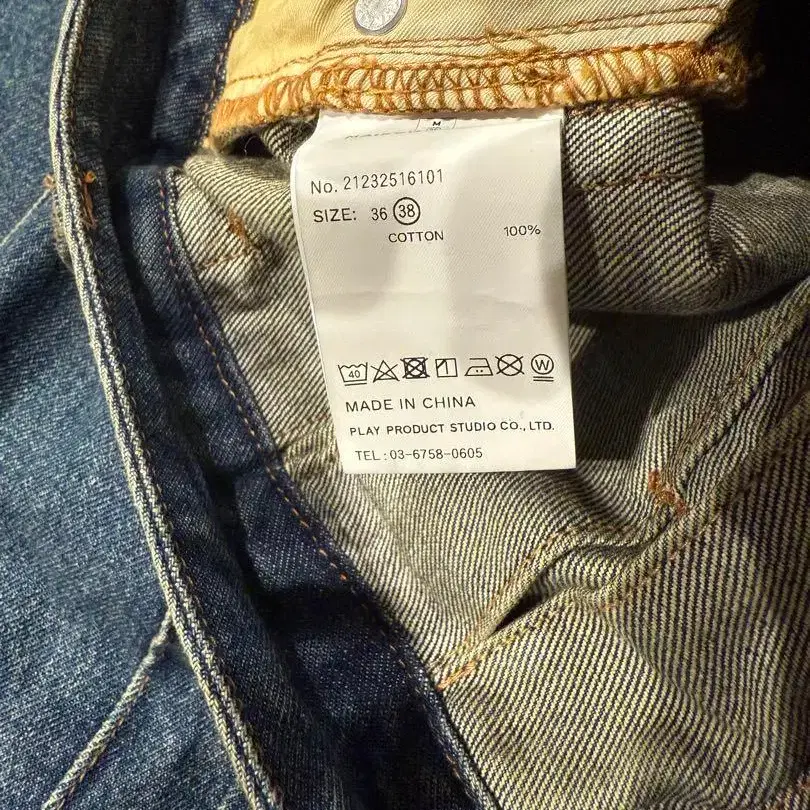 No. 21232516101
SIZE: 36 38
COTTON 100%
40 W
MADE IN CHINA
PLAY PRODUCT STUDIO CO., LTD.
TEL:03-6758-0605